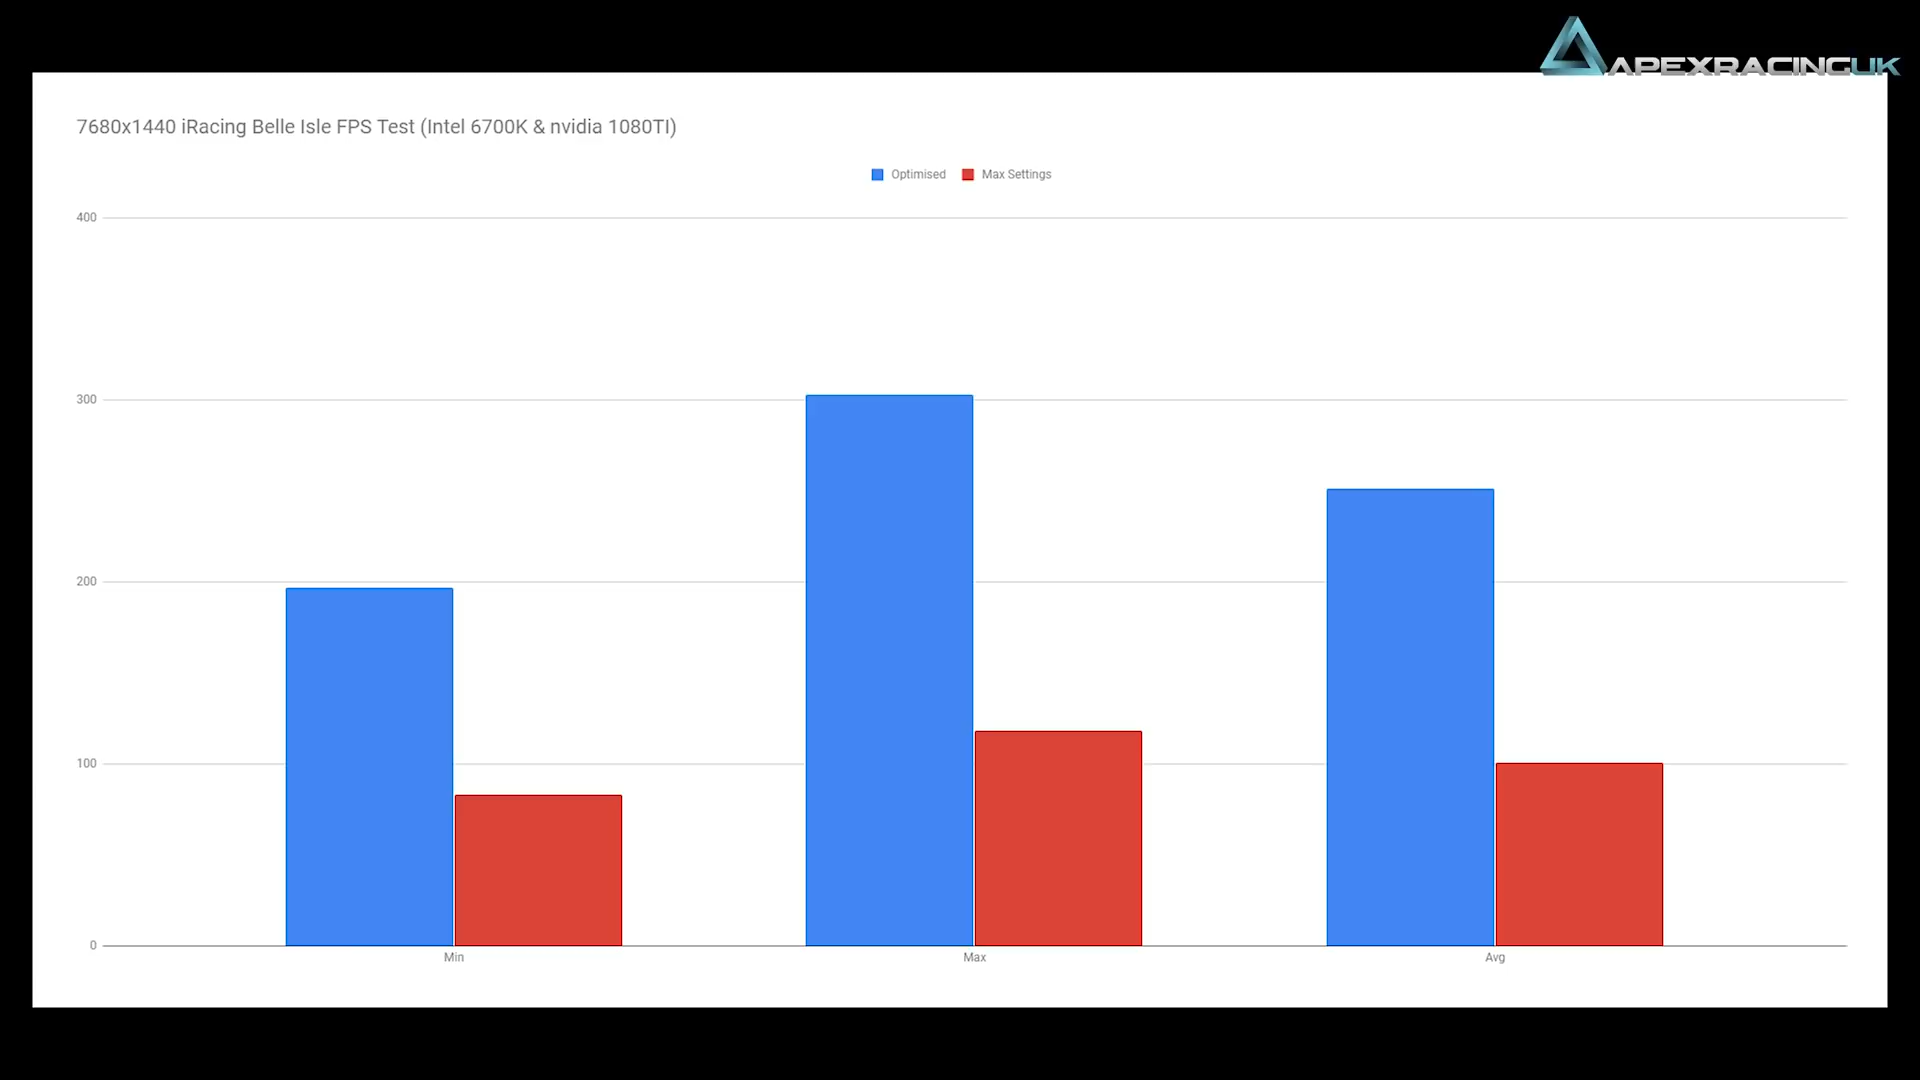 APEXRACINGUK
7680x1440 iRacing Belle Isle FPS Test (Intel 6700K & nvidia 1080TI)
Optimised Max Settings
400
300
200
100
0
Min Max Avg